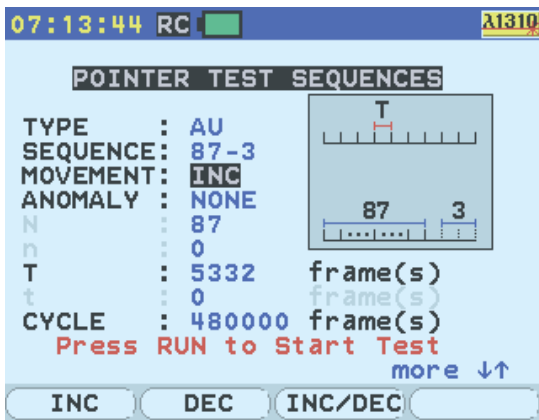 07:13:44 RC λ1310
POINTER TEST SEQUENCES
TYPE : AU
SEQUENCE: 87-3
MOVEMENT: INC
ANOMALY : NONE
N : 87
n : 0
T : 5332 frame(s)
t : 0 frame(s)
CYCLE : 480000 frame(s)
T
87 3
Press RUN to Start Test
more ↓↑
INC DEC INC/DEC